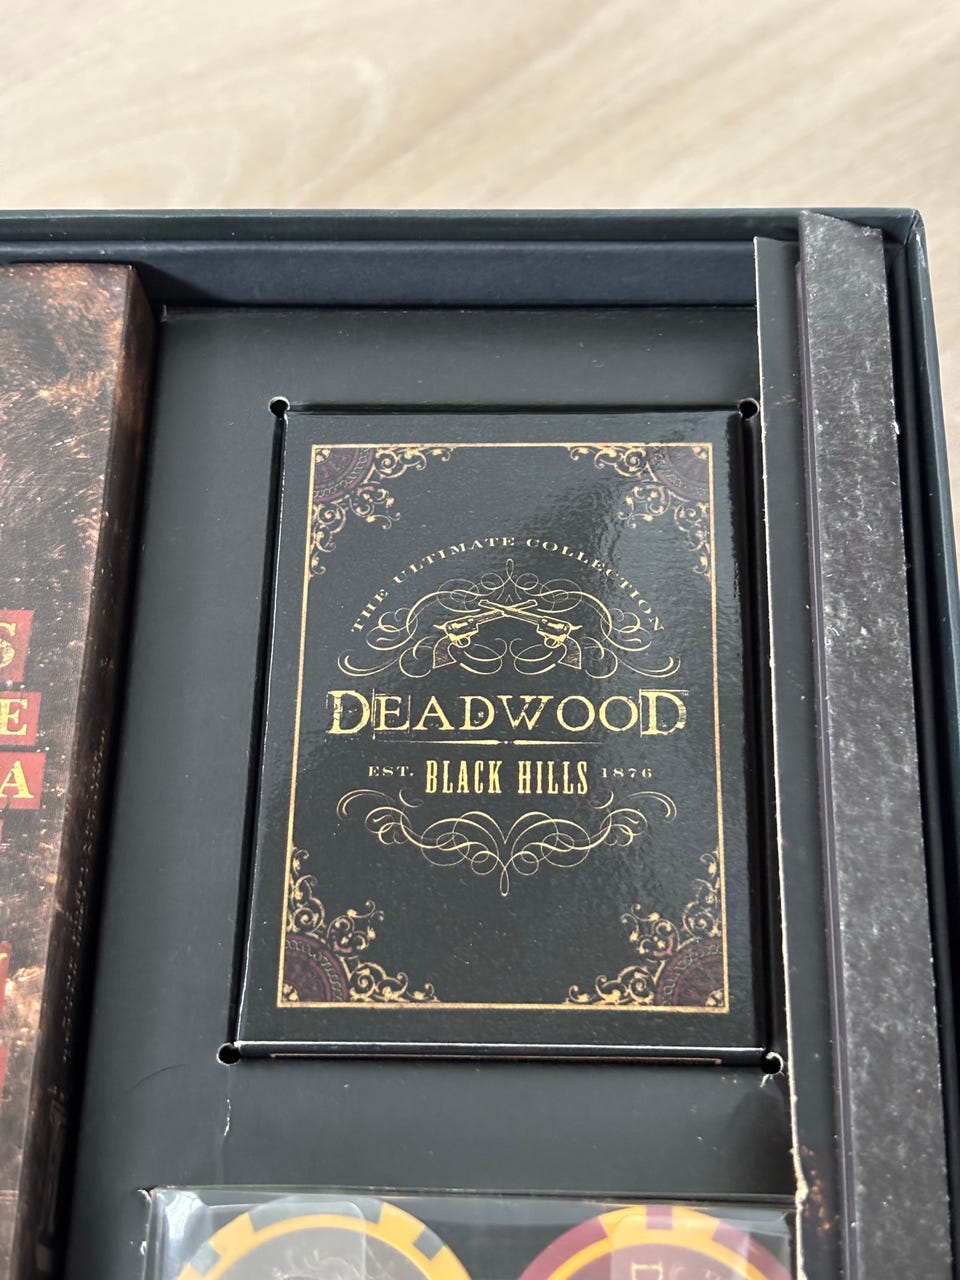 THE ULTIMATE COLLECTION
DEADWOOD
EST. BLACK HILLS 1876
S
E
A